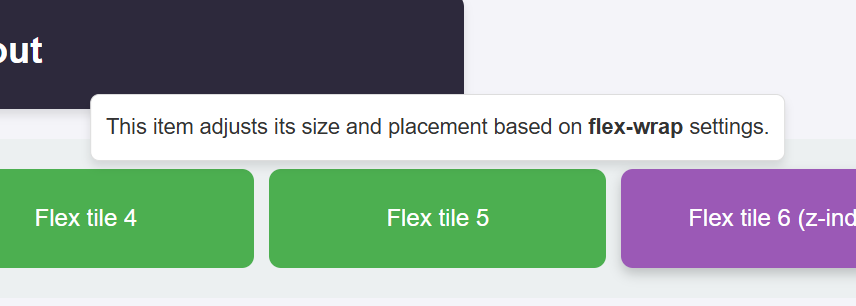 out
This item adjusts its size and placement based on flex-wrap settings.
Flex tile 4
Flex tile 5
Flex tile 6 (z-ind